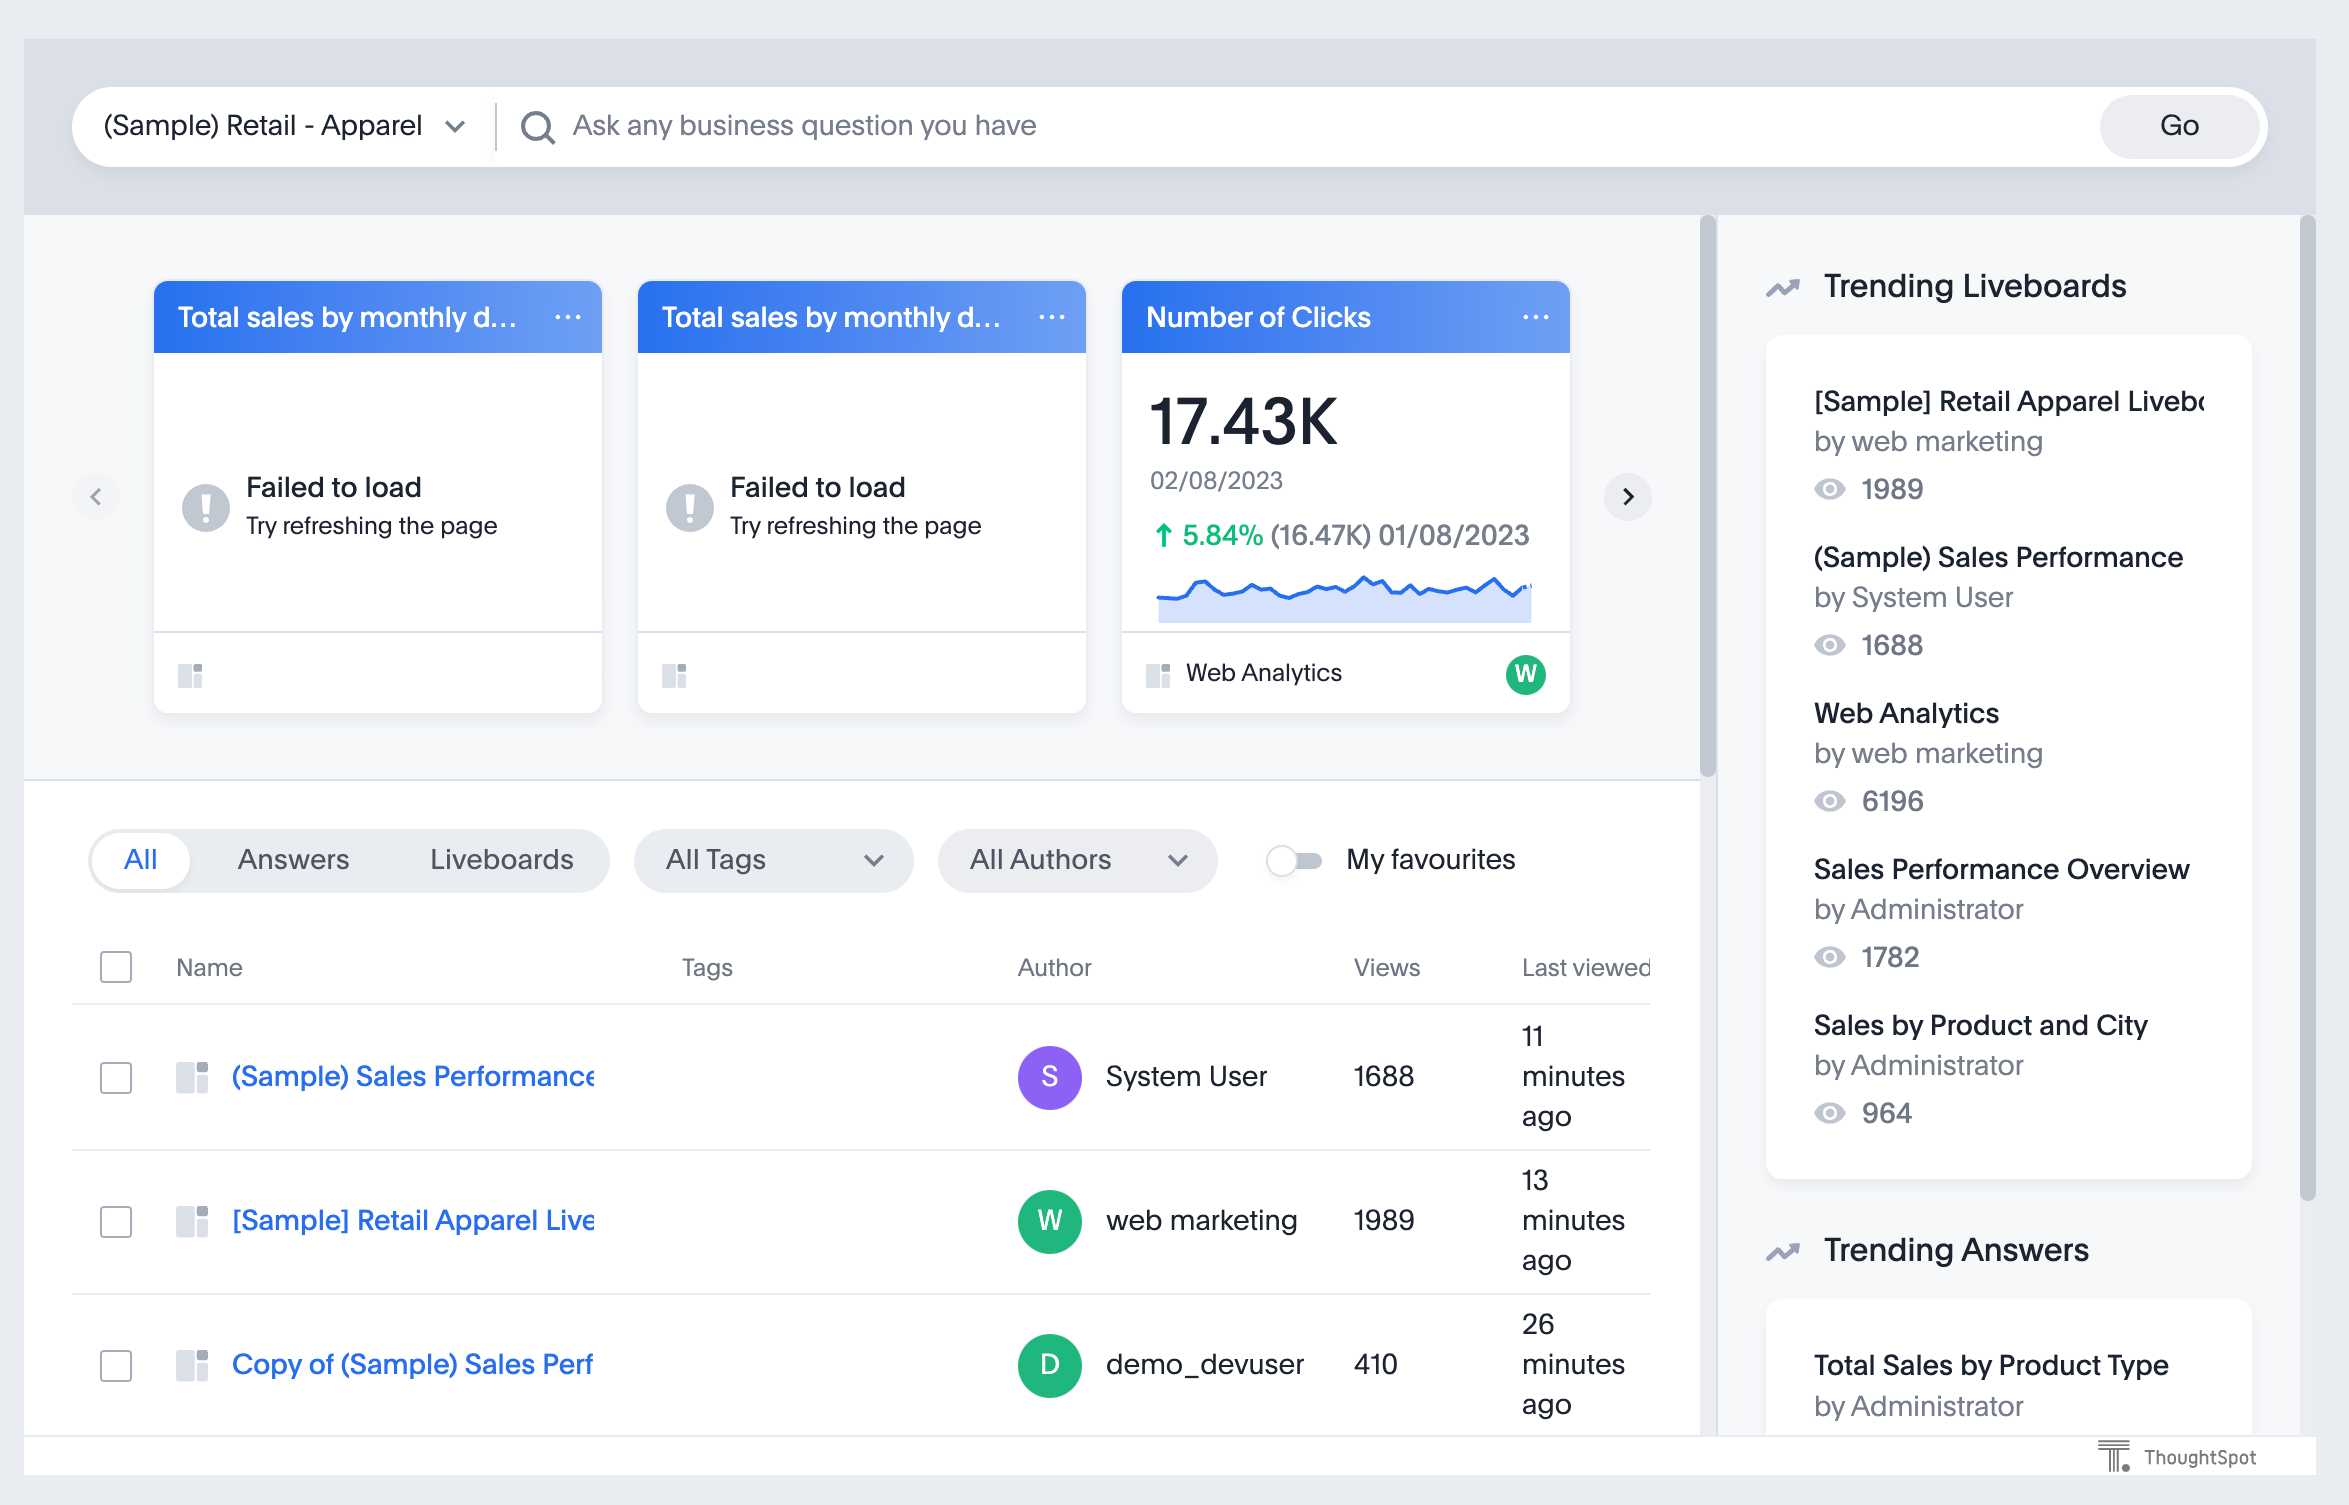 (Sample) Retail - Apparel
Ask any business question you have
Go
Total sales by monthly d...
Failed to load
Try refreshing the page
Total sales by monthly d...
Failed to load
Try refreshing the page
Number of Clicks
17.43K
02/08/2023
5.84% (16.47K) 01/08/2023
Web Analytics
W
All
Answers
Liveboards
All Tags
All Authors
My favourites
Name Tags Author Views Last viewed
(Sample) Sales Performance S System User 1688 11
minutes
ago
[Sample] Retail Apparel Live W web marketing 1989 13
minutes
ago
Copy of (Sample) Sales Perf D demo_devuser 410 26
minutes
ago
Trending Liveboards
[Sample] Retail Apparel Livebo
by web marketing
1989
(Sample) Sales Performance
by System User
1688
Web Analytics
by web marketing
6196
Sales Performance Overview
by Administrator
1782
Sales by Product and City
by Administrator
964
Trending Answers
Total Sales by Product Type
by Administrator
ThoughtSpot